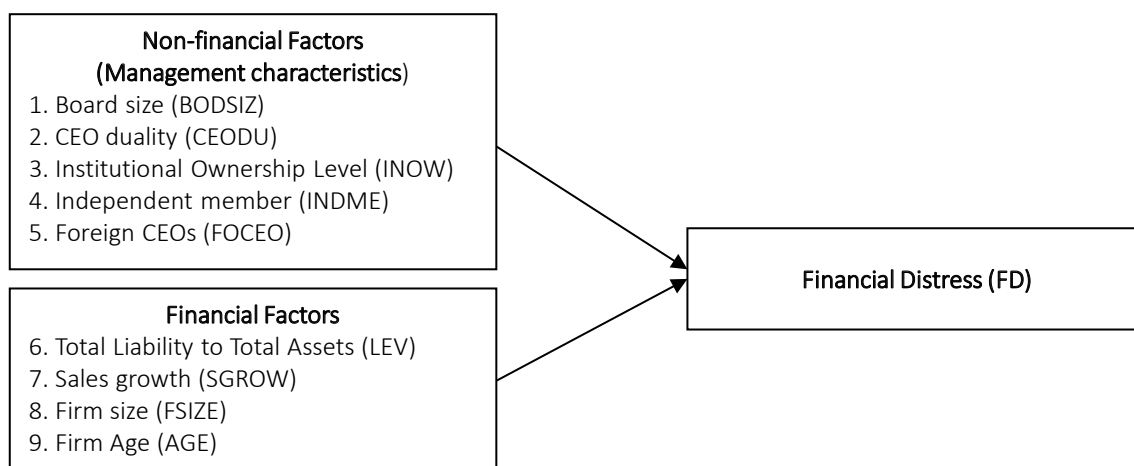 Non-financial Factors
(Management characteristics)
1. Board size (BODSIZ)
2. CEO duality (CEODU)
3. Institutional Ownership Level (INOW)
4. Independent member (INDME)
5. Foreign CEOs (FOCEO)
Financial Distress (FD)
Financial Factors
6. Total Liability to Total Assets (LEV)
7. Sales growth (SGROW)
8. Firm size (FSIZE)
9. Firm Age (AGE)